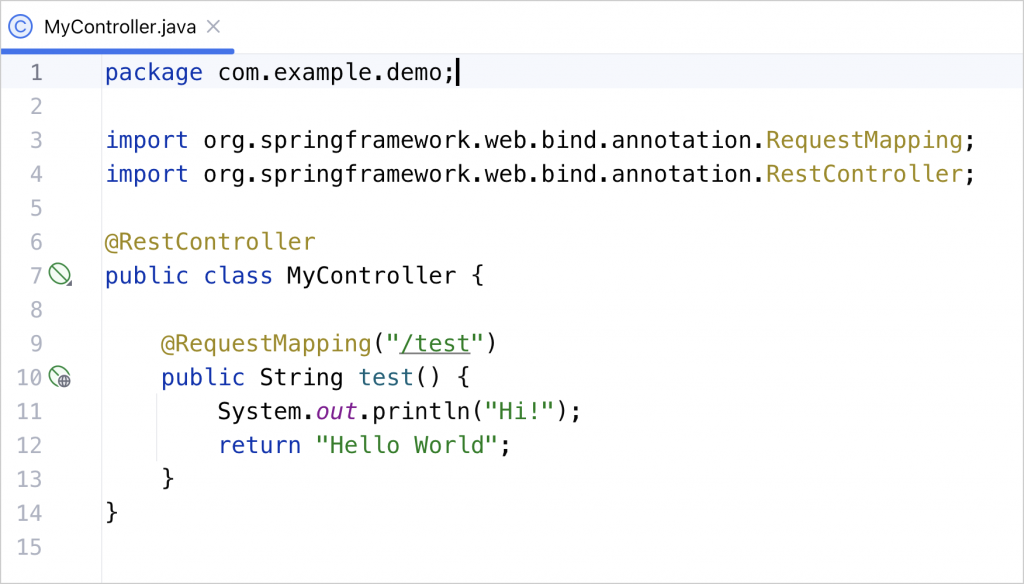 MyController.java
1 package com.example.demo;
2
3 import org.springframework.web.bind.annotation.RequestMapping;
4 import org.springframework.web.bind.annotation.RestController;
5
6 @RestController
7 public class MyController {
8
9     @RequestMapping("/test")
10     public String test() {
11         System.out.println("Hi!");
12         return "Hello World";
13     }
14 }
15